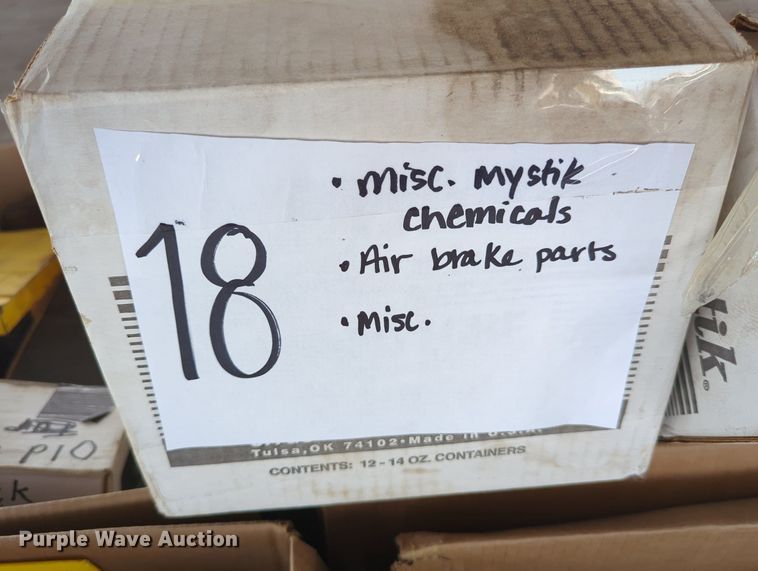 18
• Misc. Mystik
chemicals
• Air brake parts
• Misc.
tik®
Tulsa, OK 74102 • Made in U.S.A.
CONTENTS: 12 - 14 OZ. CONTAINERS
P10
k
Purple Wave Auction®